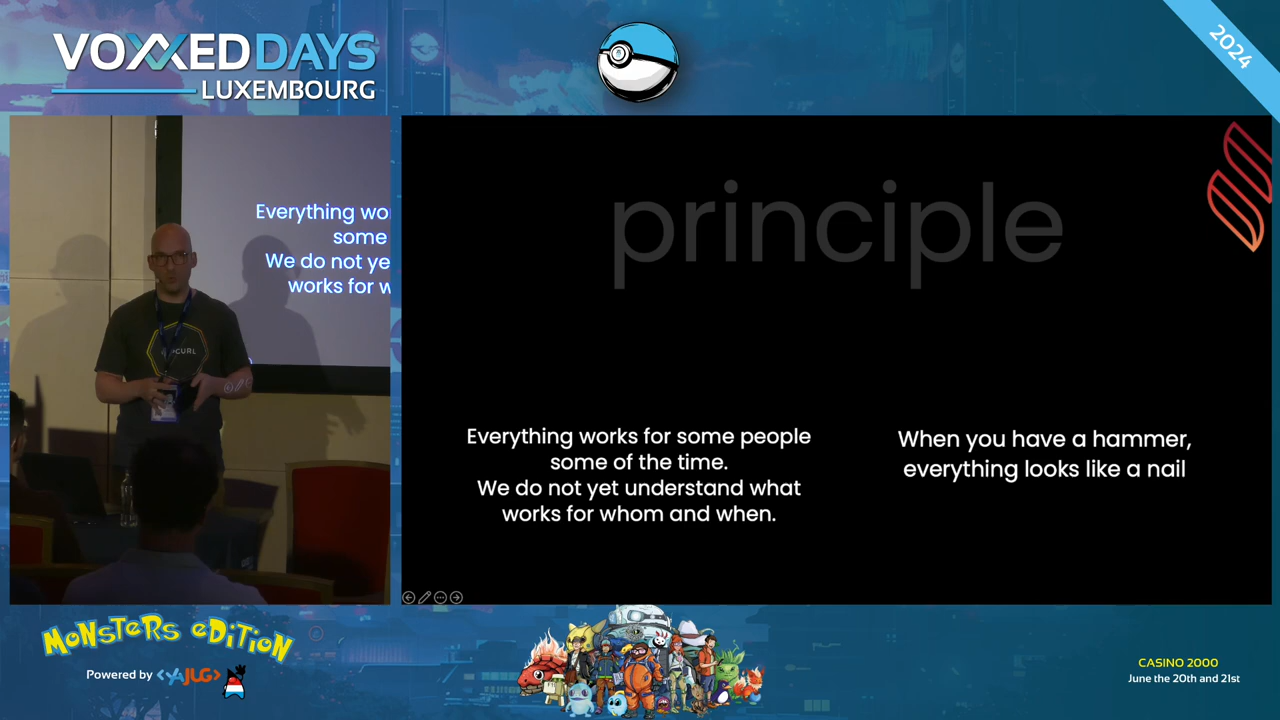 VOXXEDDAYS
LUXEMBOURG
2024
Everything wo
some
We do not ye
works for w
CURL
principle
Everything works for some people
some of the time.
We do not yet understand what
works for whom and when.
When you have a hammer,
everything looks like a nail
MONSTERS EDITION
Powered by <YAJUG>
CASINO 2000
June the 20th and 21st